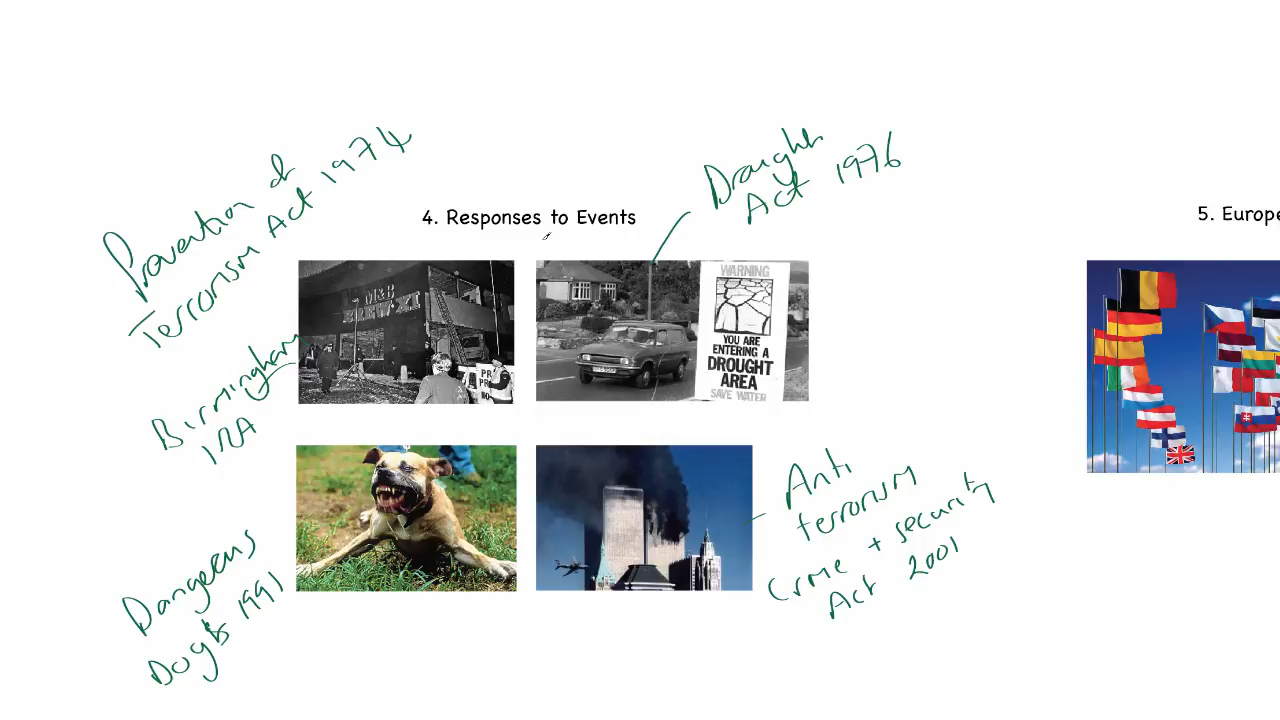 Prevention of
Terrorism Act 1974
Birmingham
IRA
4. Responses to Events
Drought
Act 1976
M&B
BREW XI
WARNING
YOU ARE
ENTERING A
DROUGHT
AREA
SAVE WATER
Dangerous
Dogs 1991
Anti
terrorism
crime + security
Act 2001
5. Europe